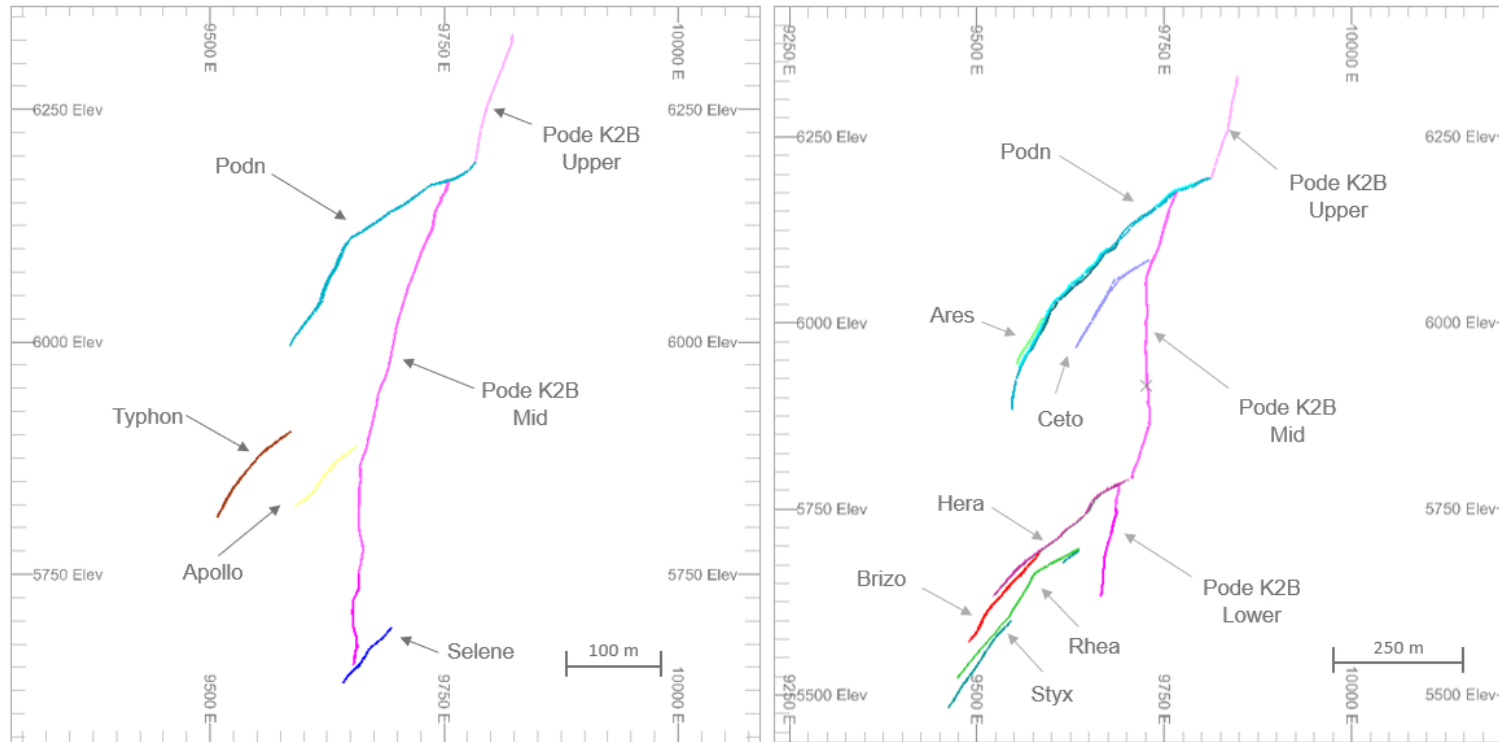 9500 E
9750 E
10000 E
6250 Elev
6250 Elev
Pode K2B
Upper
Podn
6000 Elev
6000 Elev
Pode K2B
Mid
Typhon
Apollo
5750 Elev
5750 Elev
Selene
100 m
9500 E
9750 E
10000 E
9250 E
9500 E
9750 E
10000 E
6250 Elev
6250 Elev
Podn
Pode K2B
Upper
Ares
6000 Elev
6000 Elev
Ceto
Pode K2B
Mid
Hera
5750 Elev
5750 Elev
Brizo
Pode K2B
Lower
Rhea
250 m
Styx
9250 E
5500 Elev
5500 Elev
9500 E
9750 E
10000 E